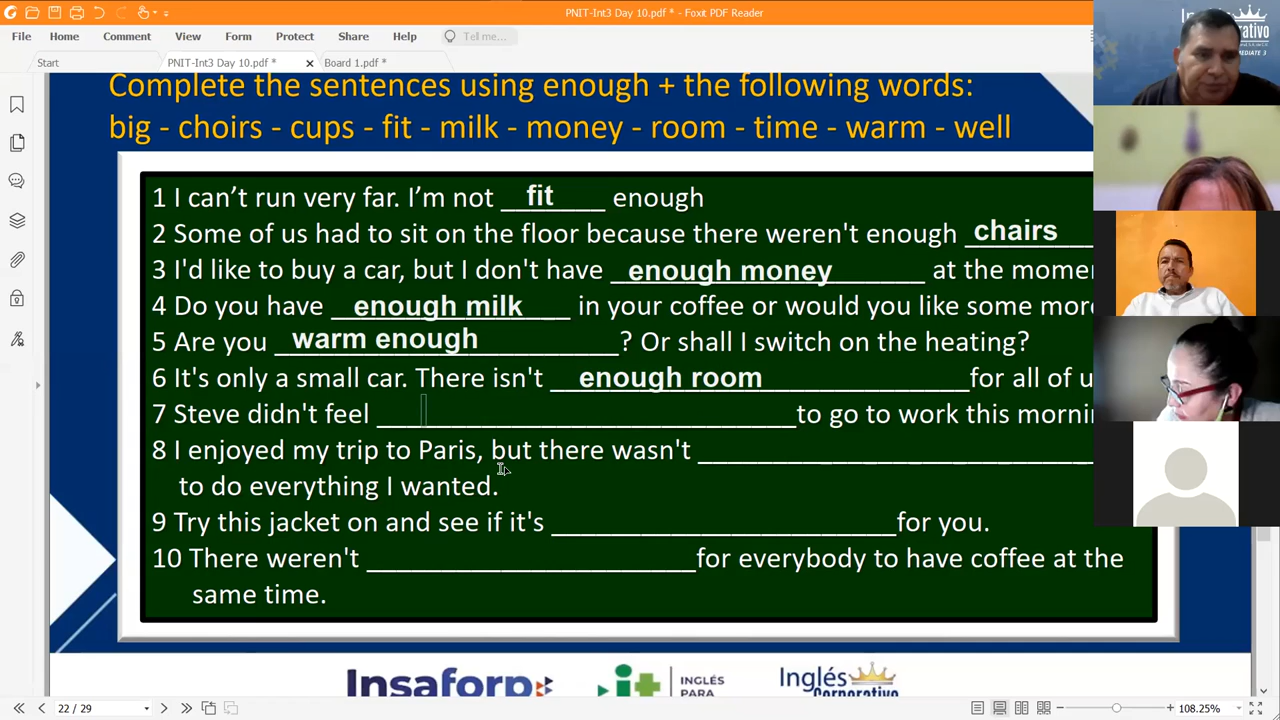 PNIT-Int3 Day 10.pdf * - Foxit PDF Reader
File Home Comment View Form Protect Share Help Tell me...
Start PNIT-Int3 Day 10.pdf * Board 1.pdf *
Complete the sentences using enough + the following words:
big - choirs - cups - fit - milk - money - room - time - warm - well
1 I can't run very far. I'm not fit enough
2 Some of us had to sit on the floor because there weren't enough chairs
3 I'd like to buy a car, but I don't have enough money at the momen
4 Do you have enough milk in your coffee or would you like some more
5 Are you warm enough ? Or shall I switch on the heating?
6 It's only a small car. There isn't enough room for all of u
7 Steve didn't feel to go to work this mornin
8 I enjoyed my trip to Paris, but there wasn't
to do everything I wanted.
9 Try this jacket on and see if it's for you.
10 There weren't for everybody to have coffee at the
same time.
Insaforp it INGLÉS PARA Inglés Corporativo
22 / 29 108.25%